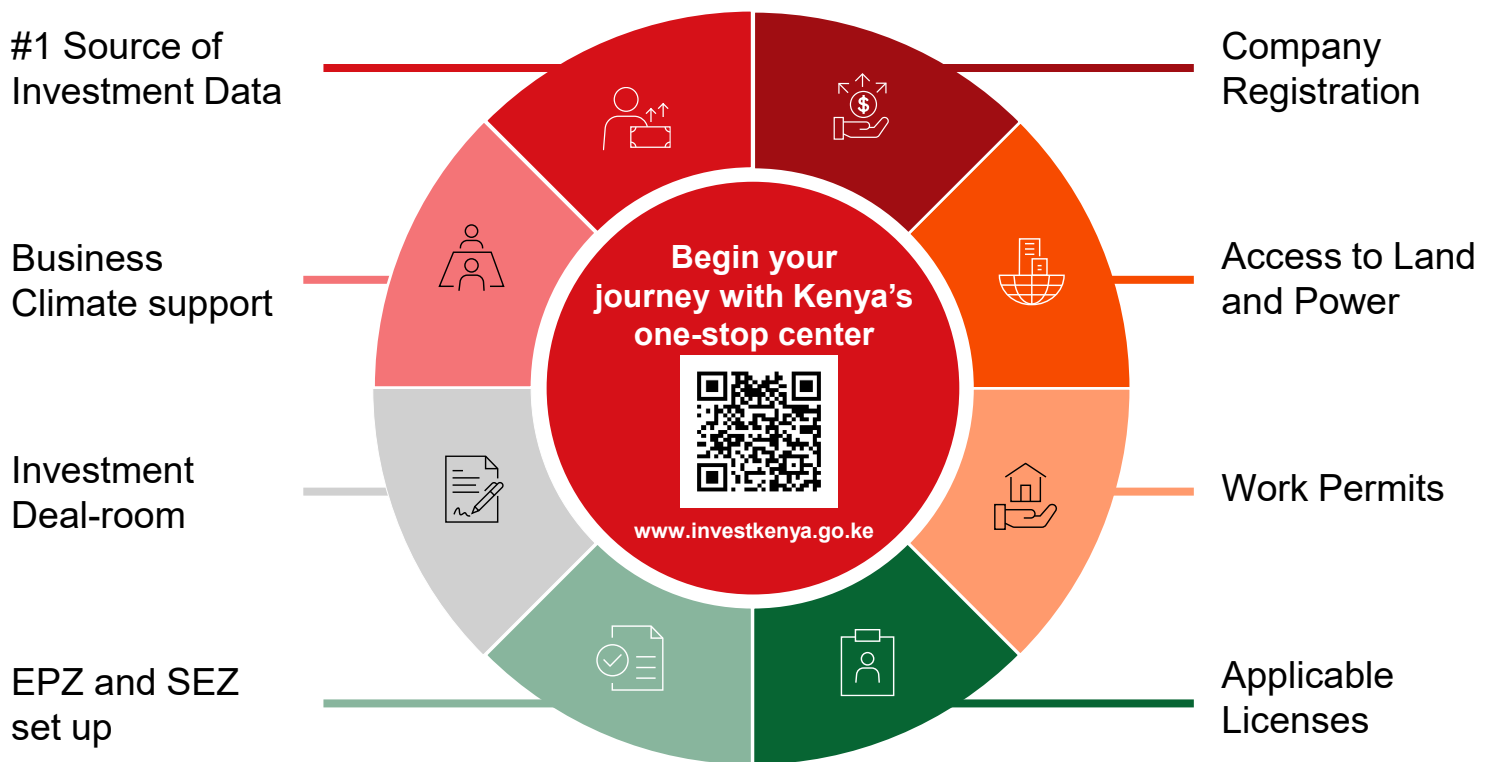 #1 Source of
Investment Data
Company
Registration
Business
Climate support
Access to Land
and Power
Begin your
journey with Kenya's
one-stop center
www.investkenya.go.ke
Investment
Deal-room
Work Permits
EPZ and SEZ
set up
Applicable
Licenses
$